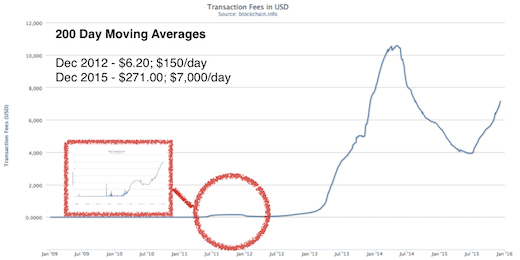 Transaction Fees in USD
Source: blockchain.info
200 Day Moving Averages
Dec 2012 - $6.20; $150/day
Dec 2015 - $271.00; $7,000/day
Transaction Fees (USD)
12,000
10,000
8,000
6,000
4,000
2,000
0.0000
Jan '09 Jul '09 Jan '10 Jul '10 Jan '11 Jul '11 Jan '12 Jul '12 Jan '13 Jul '13 Jan '14 Jul '14 Jan '15 Jul '15 Jan '16